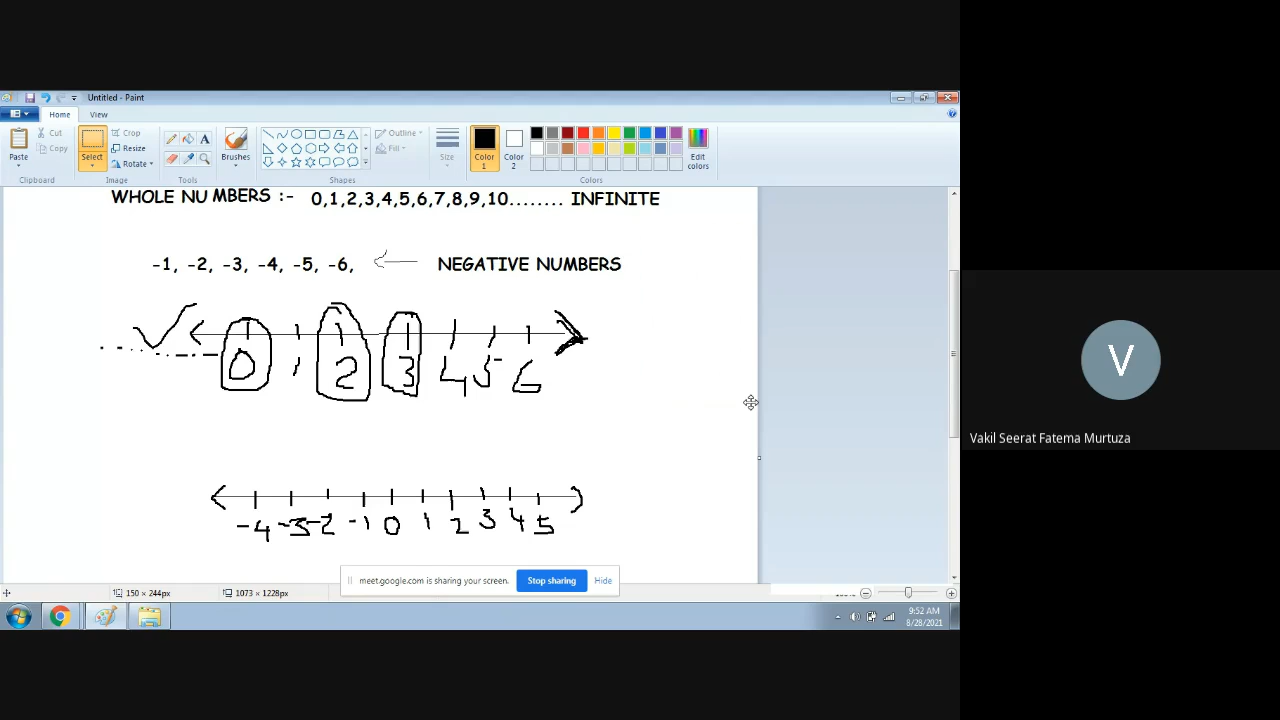 Untitled - Paint
Home View
Paste
Cut
Copy
Select
Crop
Resize
Rotate
Brushes
Outline
Fill
Size
Color 1
Color 2
Edit colors
Clipboard Image Tools Shapes Colors
WHOLE NUMBERS :- 0,1,2,3,4,5,6,7,8,9,10........ INFINITE
-1, -2, -3, -4, -5, -6, NEGATIVE NUMBERS
0 1 2 3 4 5 6
-4 -3 -2 -1 0 1 2 3 4 5
meet.google.com is sharing your screen. Stop sharing Hide
150 × 244px 1073 × 1228px
9:52 AM
8/28/2021
V
Vakil Seerat Fatema Murtuza